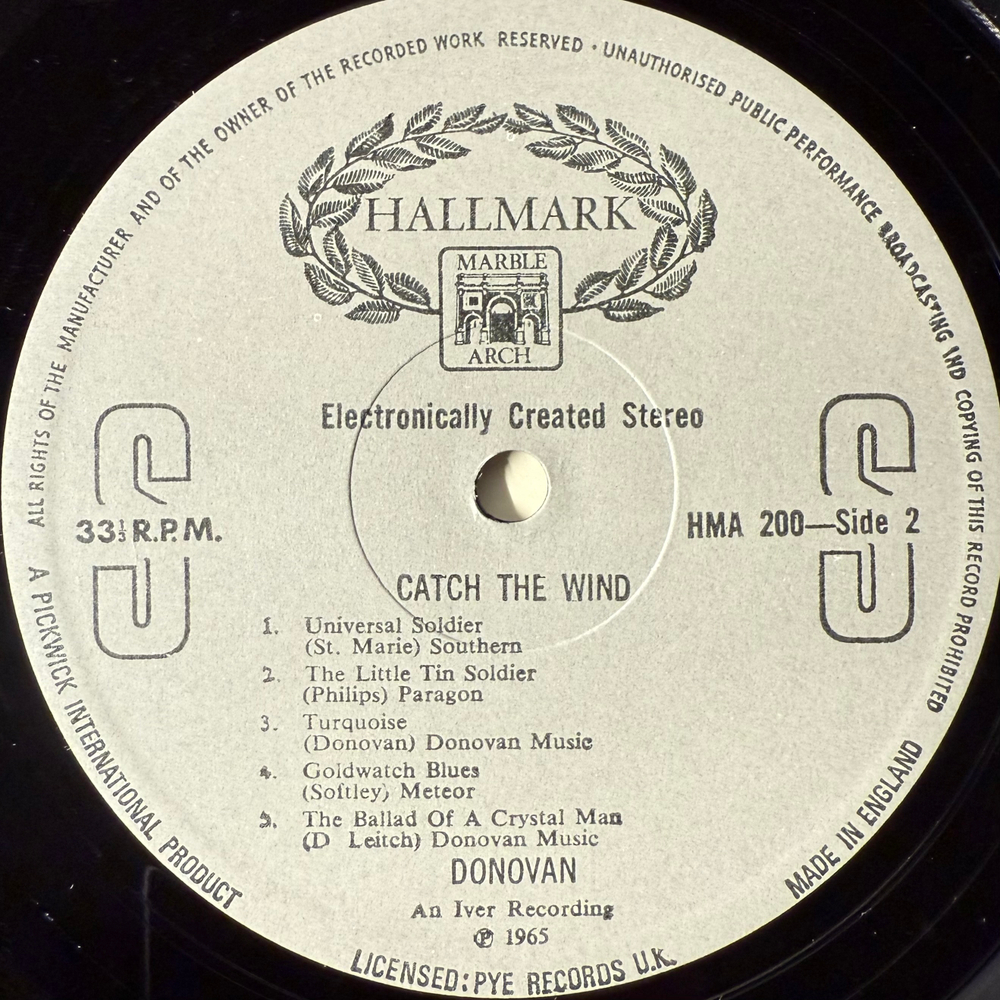 ALL RIGHTS OF THE MANUFACTURER AND OF THE OWNER OF THE RECORDED WORK RESERVED · UNAUTHORISED PUBLIC PERFORMANCE BROADCASTING AND COPYING OF THIS RECORD PROHIBITED
HALLMARK
MARBLE
ARCH
Electronically Created Stereo
33⅓ R.P.M.
HMA 200—Side 2
CATCH THE WIND
1. Universal Soldier
(St. Marie) Southern
2. The Little Tin Soldier
(Philips) Paragon
3. Turquoise
(Donovan) Donovan Music
4. Goldwatch Blues
(Softley) Meteor
5. The Ballad Of A Crystal Man
(D Leitch) Donovan Music
DONOVAN
An Iver Recording
℗ 1965
A PICKWICK INTERNATIONAL PRODUCT
LICENSED: PYE RECORDS U.K.
MADE IN ENGLAND